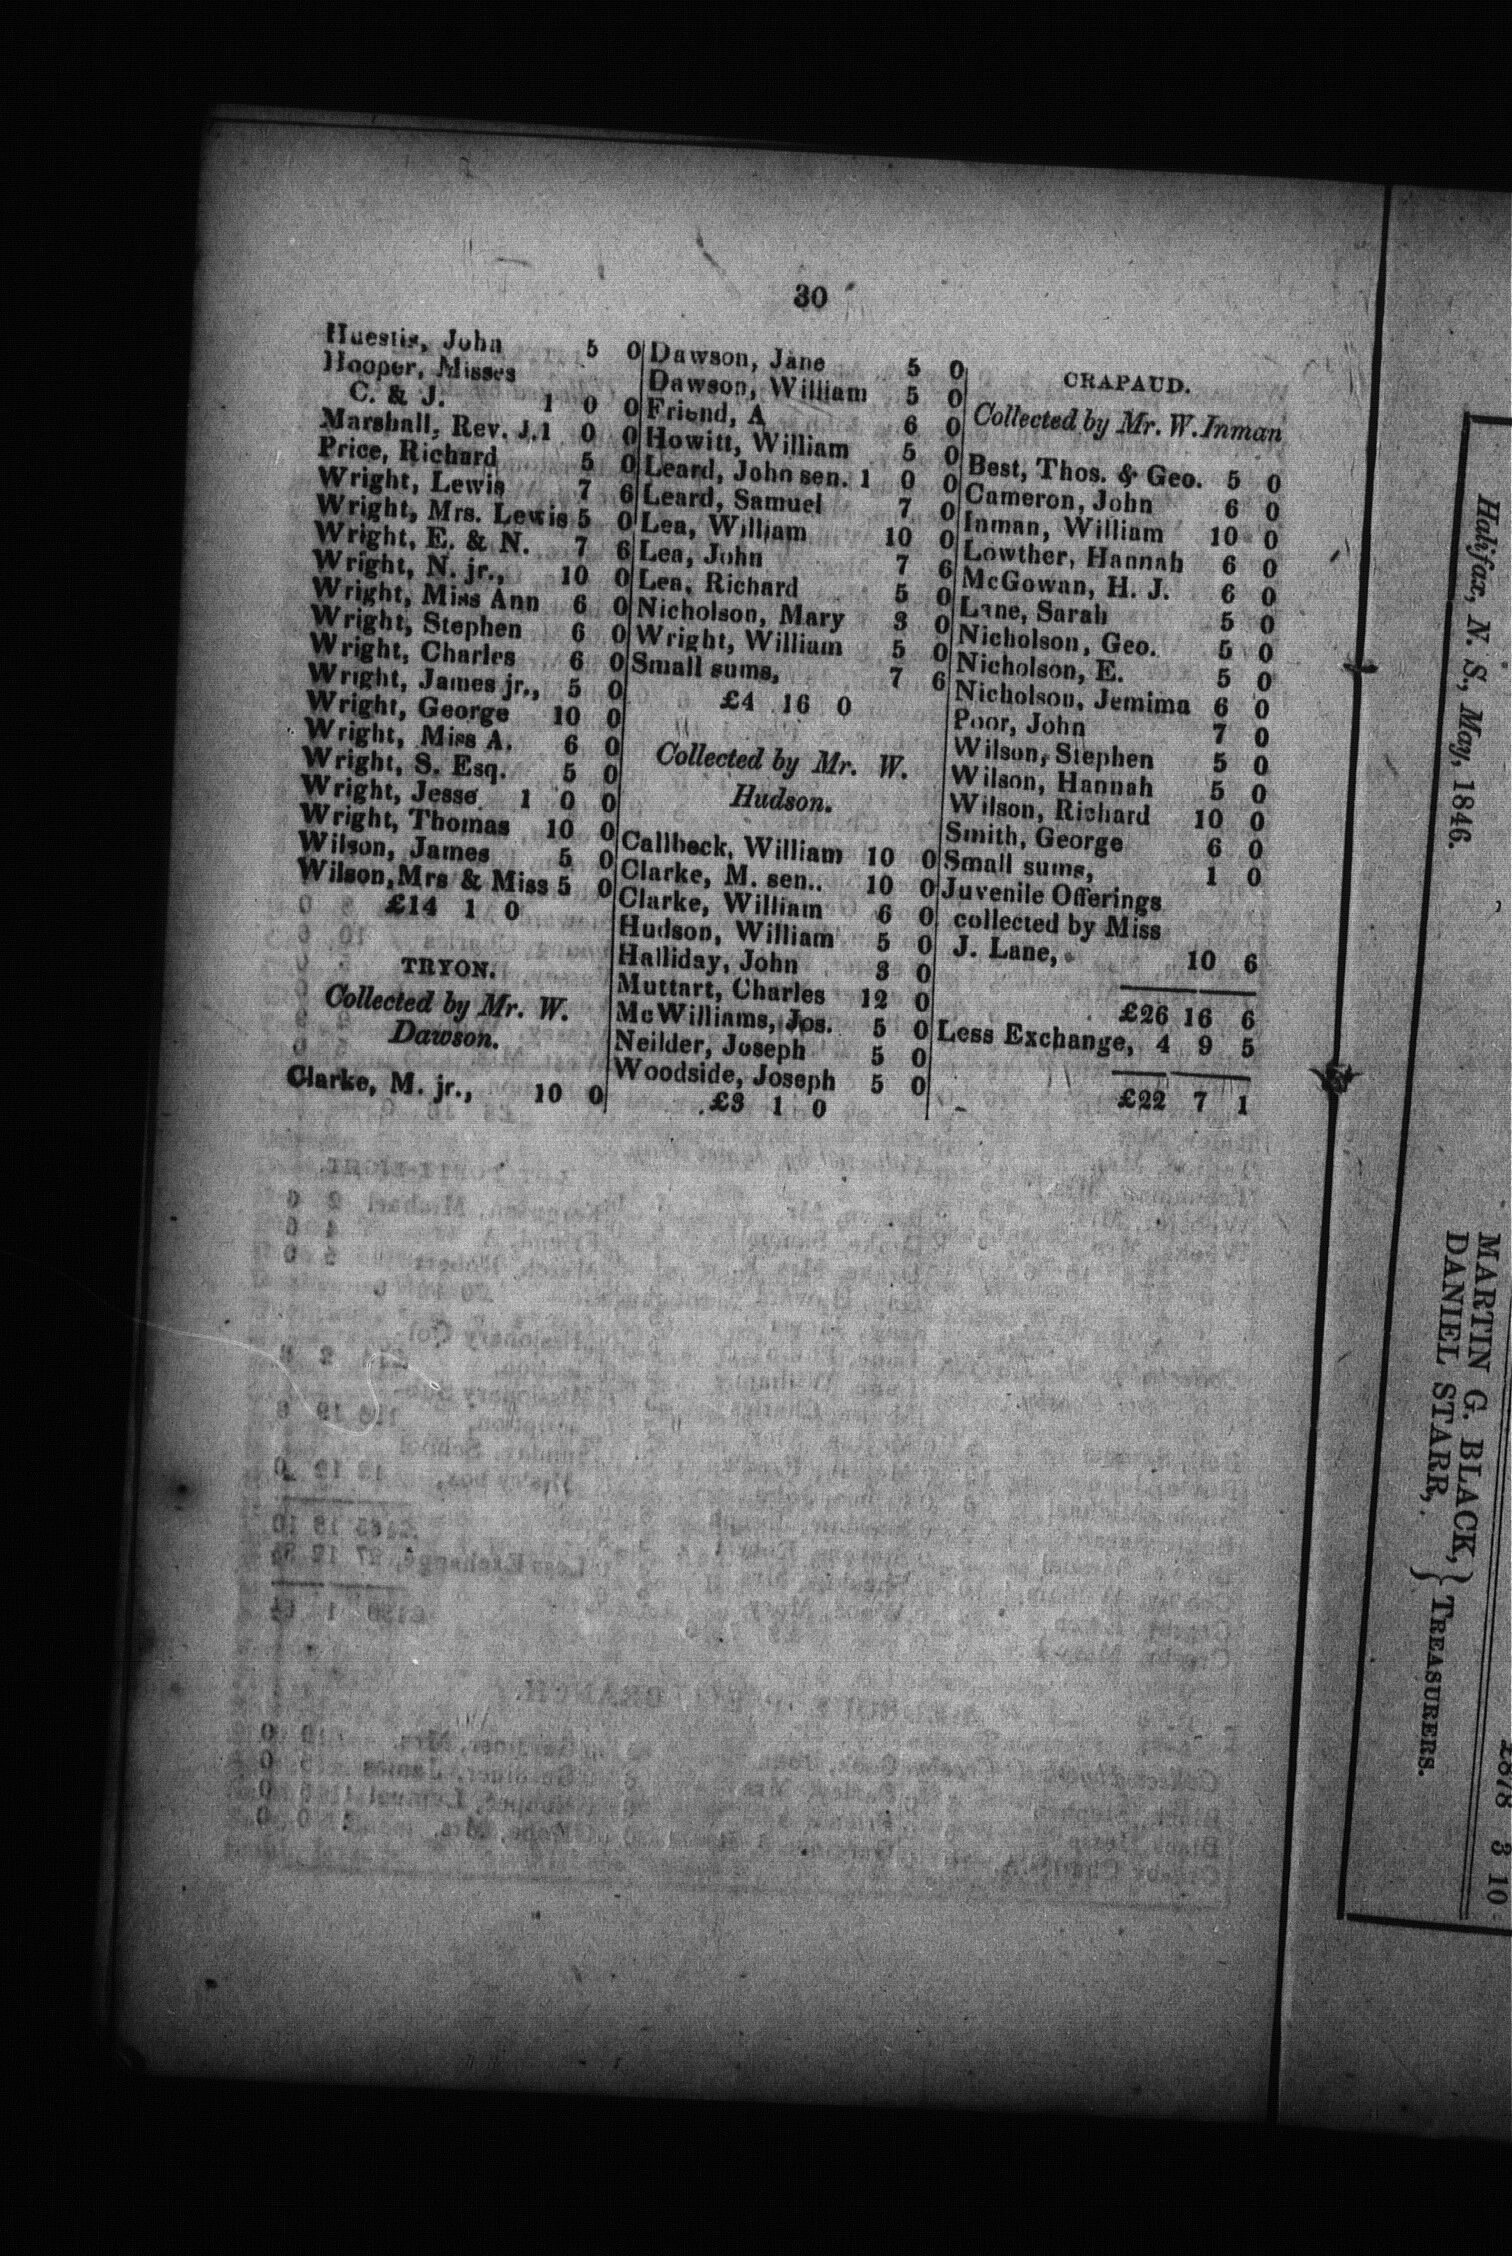 30
Huestis, John 5 0
Hooper, Misses
C. & J. 1 0 0
Marshall, Rev. J. 1 0 0
Price, Richard 5 0
Wright, Lewis 7 6
Wright, Mrs. Lewis 5 0
Wright, E. & N. 7 6
Wright, N. jr., 10 0
Wright, Miss Ann 6 0
Wright, Stephen 6 0
Wright, Charles 6 0
Wright, James jr., 5 0
Wright, George 10 0
Wright, Miss A. 6 0
Wright, S. Esq. 5 0
Wright, Jesse 1 0 0
Wright, Thomas 10 0
Wilson, James 5 0
Wilson, Mrs & Miss 5 0
£14 1 0
TRYON.
Collected by Mr. W.
Dawson.
Clarke, M. jr., 10 0
Dawson, Jane 5 0
Dawson, William 5 0
Friend, A 6 0
Howitt, William 5 0
Leard, John sen. 1 0 0
Leard, Samuel 7 0
Lea, William 10 0
Lea, John 7 6
Lea, Richard 5 0
Nicholson, Mary 3 0
Wright, William 5 0
Small sums, 7 6
£4 16 0
Collected by Mr. W.
Hudson.
Callbeck, William 10 0
Clarke, M. sen.. 10 0
Clarke, William 6 0
Hudson, William 5 0
Halliday, John 3 0
Muttart, Charles 12 0
McWilliams, Jos. 5 0
Neilder, Joseph 5 0
Woodside, Joseph 5 0
£3 1 0
CRAPAUD.
Collected by Mr. W. Inman
Best, Thos. & Geo. 5 0
Cameron, John 6 0
Inman, William 10 0
Lowther, Hannah 6 0
McGowan, H. J. 6 0
Lane, Sarah 5 0
Nicholson, Geo. 5 0
Nicholson, E. 5 0
Nicholson, Jemima 6 0
Poor, John 7 0
Wilson, Stephen 5 0
Wilson, Hannah 5 0
Wilson, Richard 10 0
Smith, George 6 0
Small sums, 1 0
Juvenile Offerings
collected by Miss
J. Lane, 10 6
£26 16 6
Less Exchange, 4 9 5
£22 7 1
Halifax, N. S., May, 1846.
MARTIN G. BLACK, }
DANIEL STARR, } TREASURERS.
£878 3 10